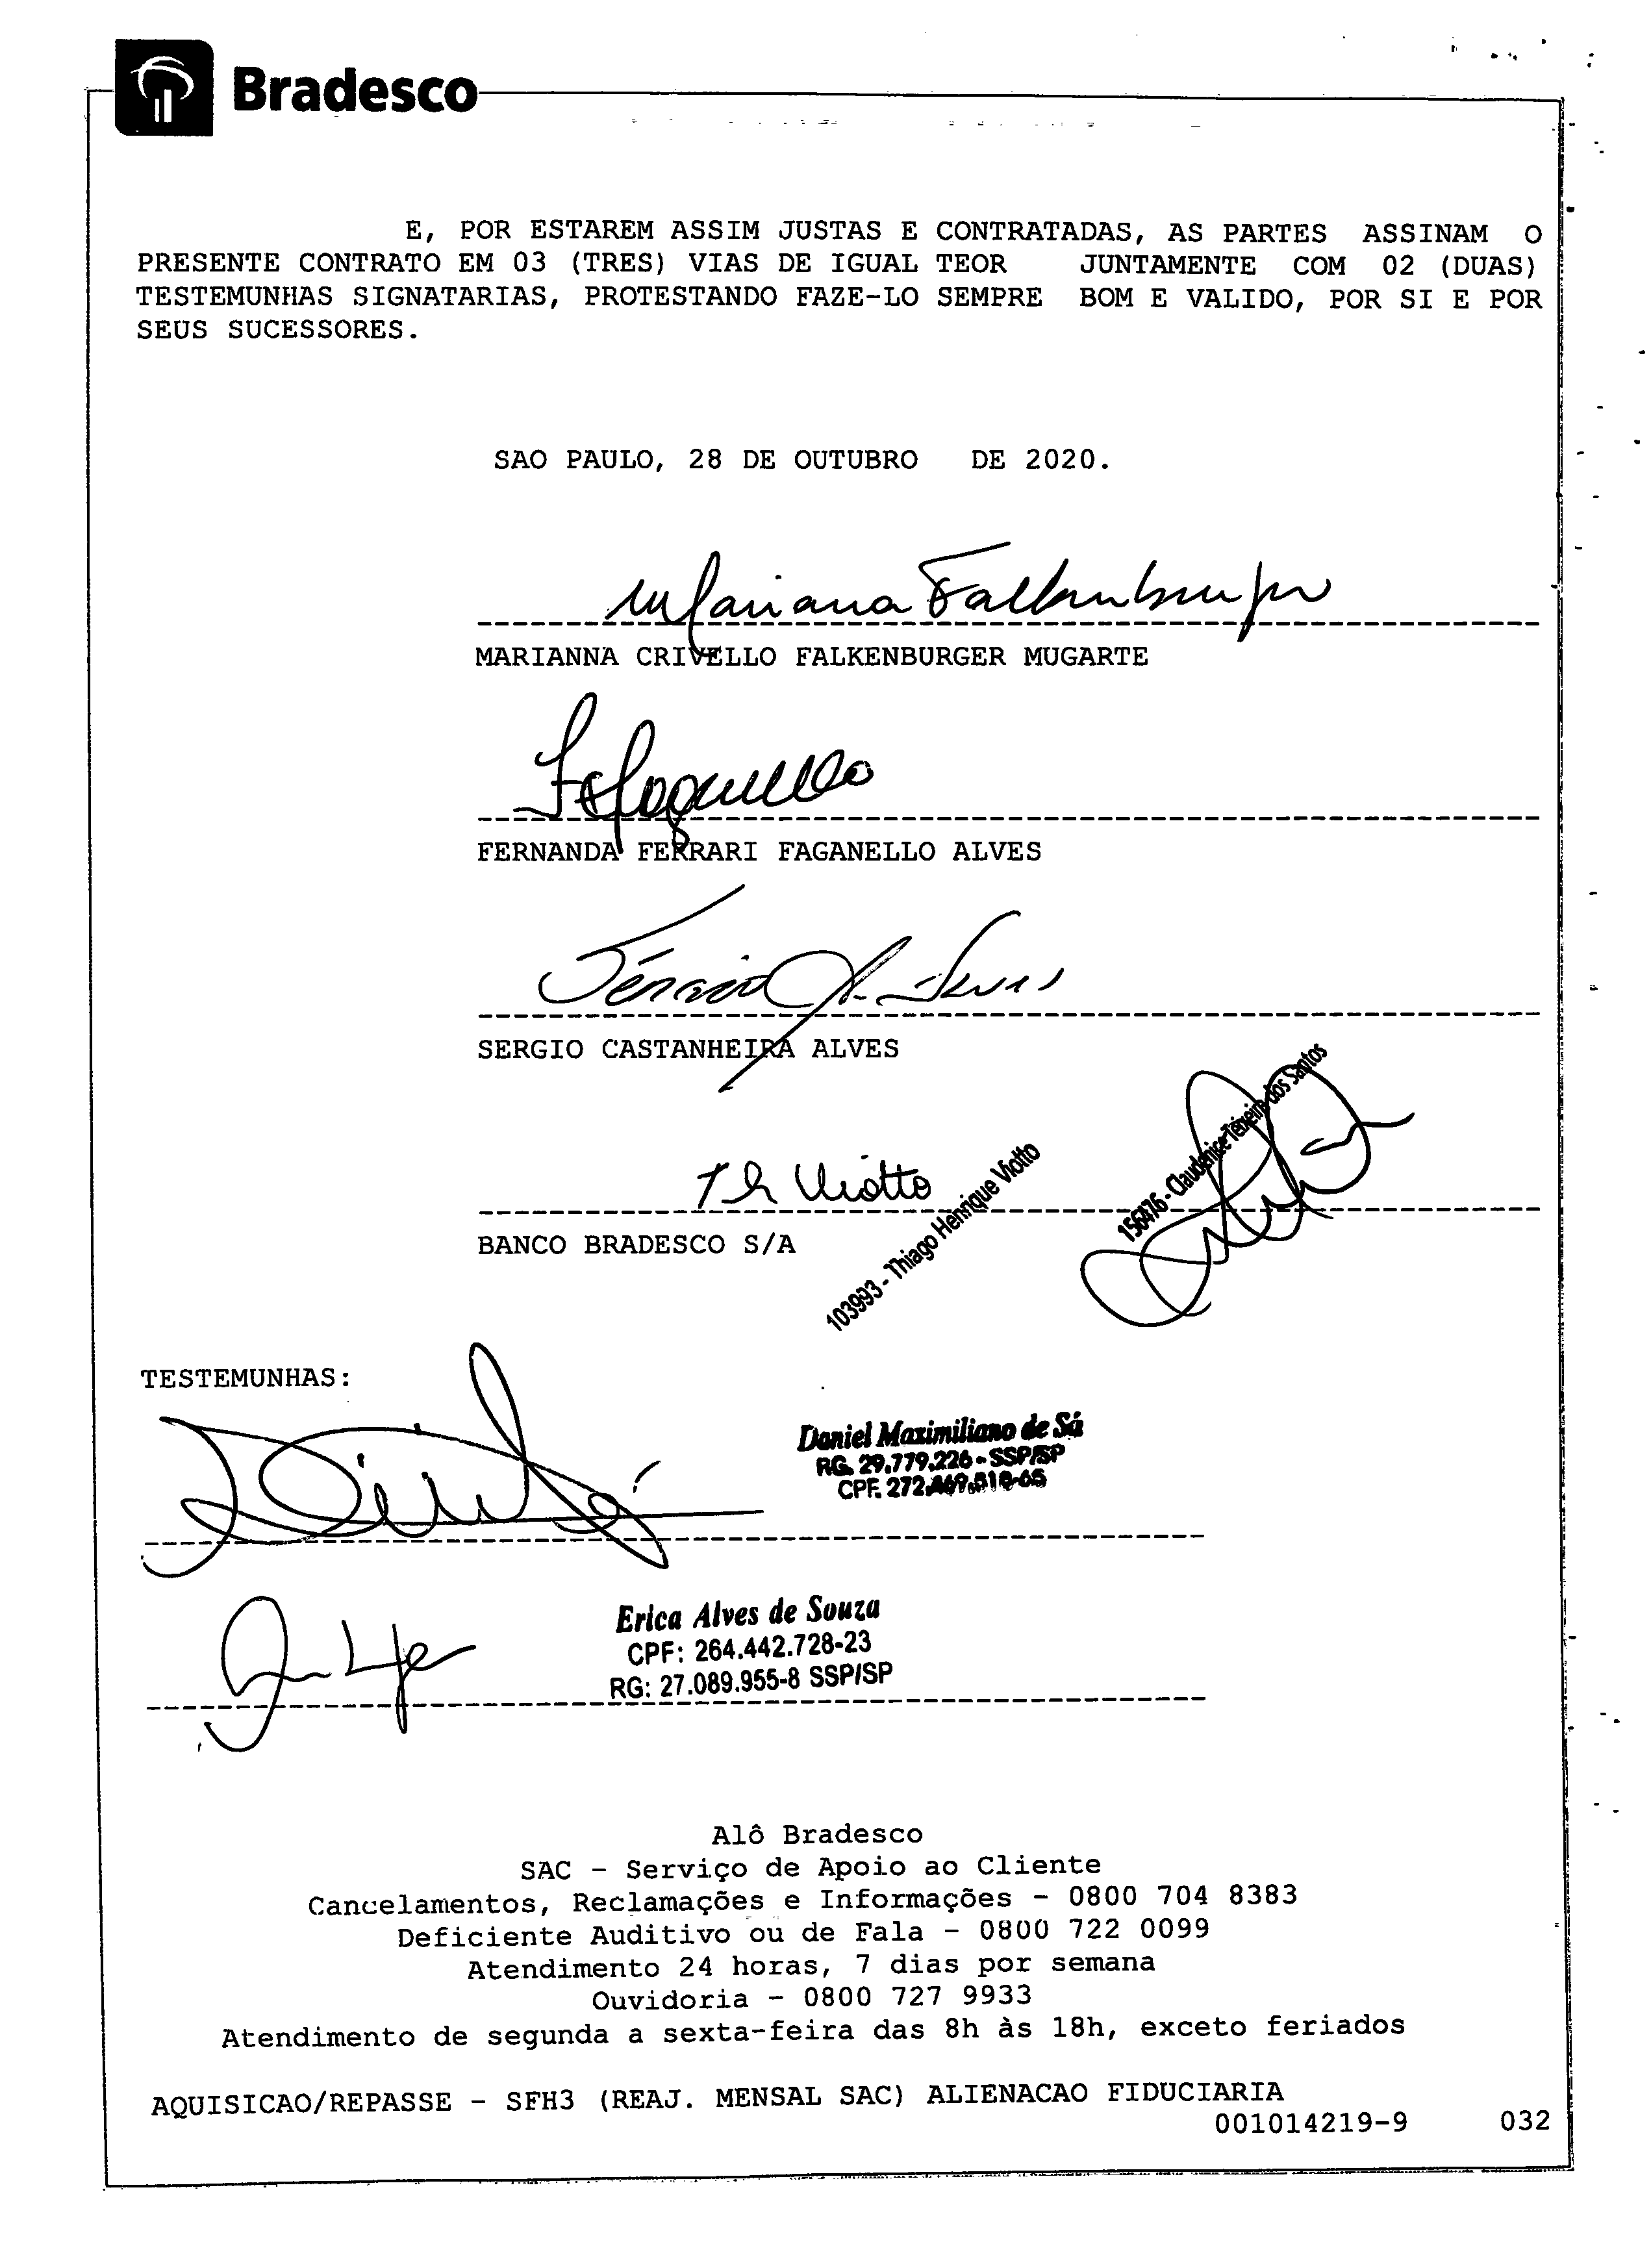 Bradesco
E, POR ESTAREM ASSIM JUSTAS E CONTRATADAS, AS PARTES ASSINAM O
PRESENTE CONTRATO EM 03 (TRES) VIAS DE IGUAL TEOR JUNTAMENTE COM 02 (DUAS)
TESTEMUNHAS SIGNATARIAS, PROTESTANDO FAZE-LO SEMPRE BOM E VALIDO, POR SI E POR
SEUS SUCESSORES.
SAO PAULO, 28 DE OUTUBRO DE 2020.
MARIANNA CRIVELLO FALKENBURGER MUGARTE
FERNANDA FERRARI FAGANELLO ALVES
SERGIO CASTANHEIRA ALVES
Th Viotto
103993 - Thiago Henrique Viotto
156476 - Claudenice Teixeira dos Santos
BANCO BRADESCO S/A
TESTEMUNHAS:
Daniel Maximiliano de Sá
RG. 29.779.226 - SSP/SP
CPF.
Erica Alves de Souza
CPF: 264.442.728-23
RG: 27.089.955-8 SSP/SP
Alô Bradesco
SAC - Serviço de Apoio ao Cliente
Cancelamentos, Reclamações e Informações - 0800 704 8383
Deficiente Auditivo ou de Fala - 0800 722 0099
Atendimento 24 horas, 7 dias por semana
Ouvidoria - 0800 727 9933
Atendimento de segunda a sexta-feira das 8h às 18h, exceto feriados
AQUISICAO/REPASSE - SFH3 (REAJ. MENSAL SAC) ALIENACAO FIDUCIARIA
001014219-9 032